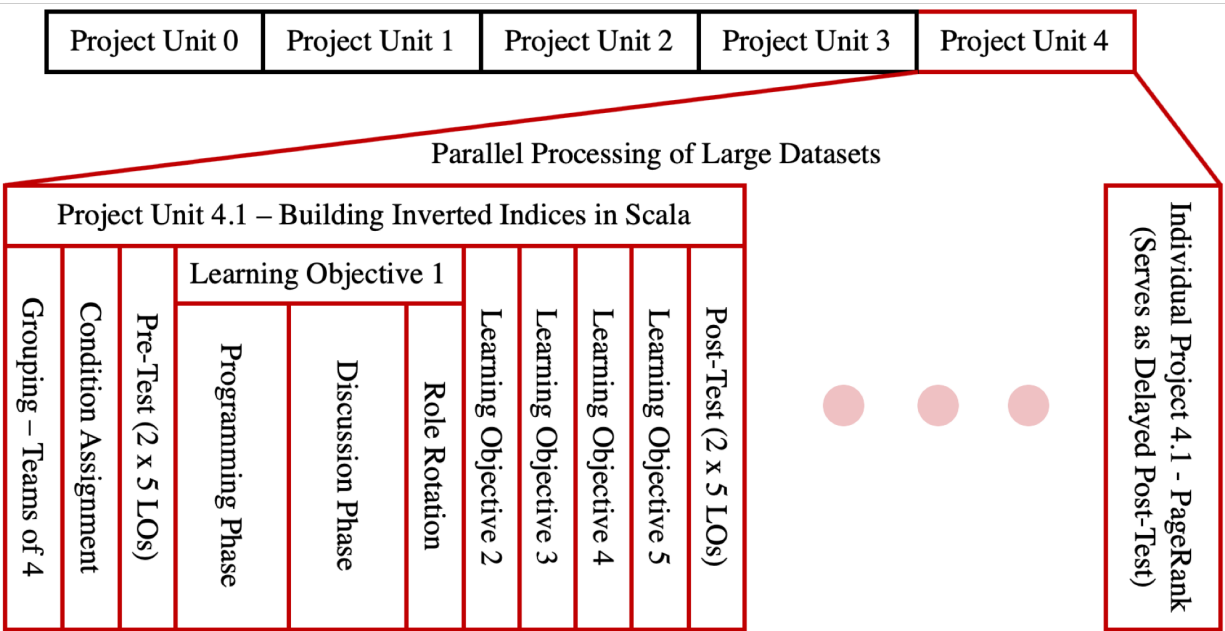 Project Unit 0
Project Unit 1
Project Unit 2
Project Unit 3
Project Unit 4
Parallel Processing of Large Datasets
Project Unit 4.1 – Building Inverted Indices in Scala
Grouping – Teams of 4
Condition Assignment
Pre-Test (2 x 5 LOs)
Learning Objective 1
Programming Phase
Discussion Phase
Role Rotation
Learning Objective 2
Learning Objective 3
Learning Objective 4
Learning Objective 5
Post-Test (2 x 5 LOs)
Individual Project 4.1 - PageRank
(Serves as Delayed Post-Test)